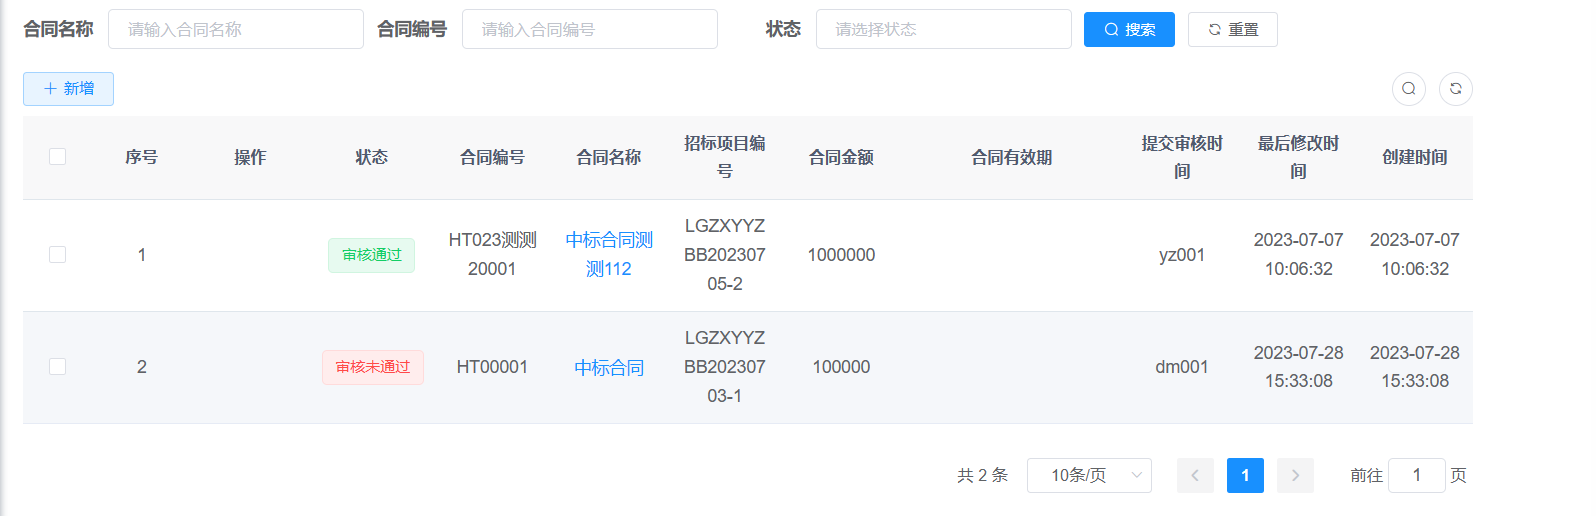 合同名称 请输入合同名称 合同编号 请输入合同编号 状态 请选择状态 搜索 重置
新增
序号 操作 状态 合同编号 合同名称 招标项目编号 合同金额 合同有效期 提交审核时间 最后修改时间 创建时间
1 审核通过 HT023测测20001 中标合同测测112 LGZXYYZBB20230705-2 1000000 yz001 2023-07-07 10:06:32 2023-07-07 10:06:32
2 审核未通过 HT00001 中标合同 LGZXYYZBB20230703-1 100000 dm001 2023-07-28 15:33:08 2023-07-28 15:33:08
共 2 条 10条/页 1 前往 1 页